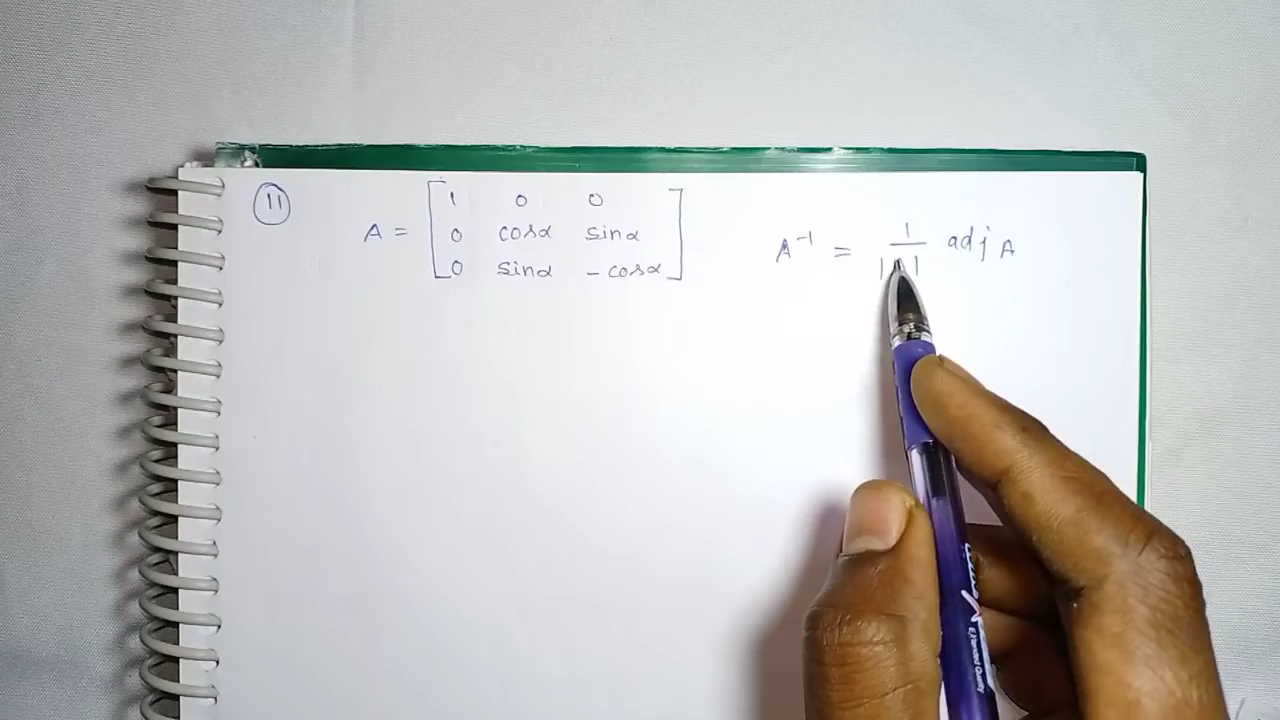 11
A = [ 1 0 0
0 cosα sinα
0 sinα - cosα ]
A⁻¹ = 1 / | | adj A